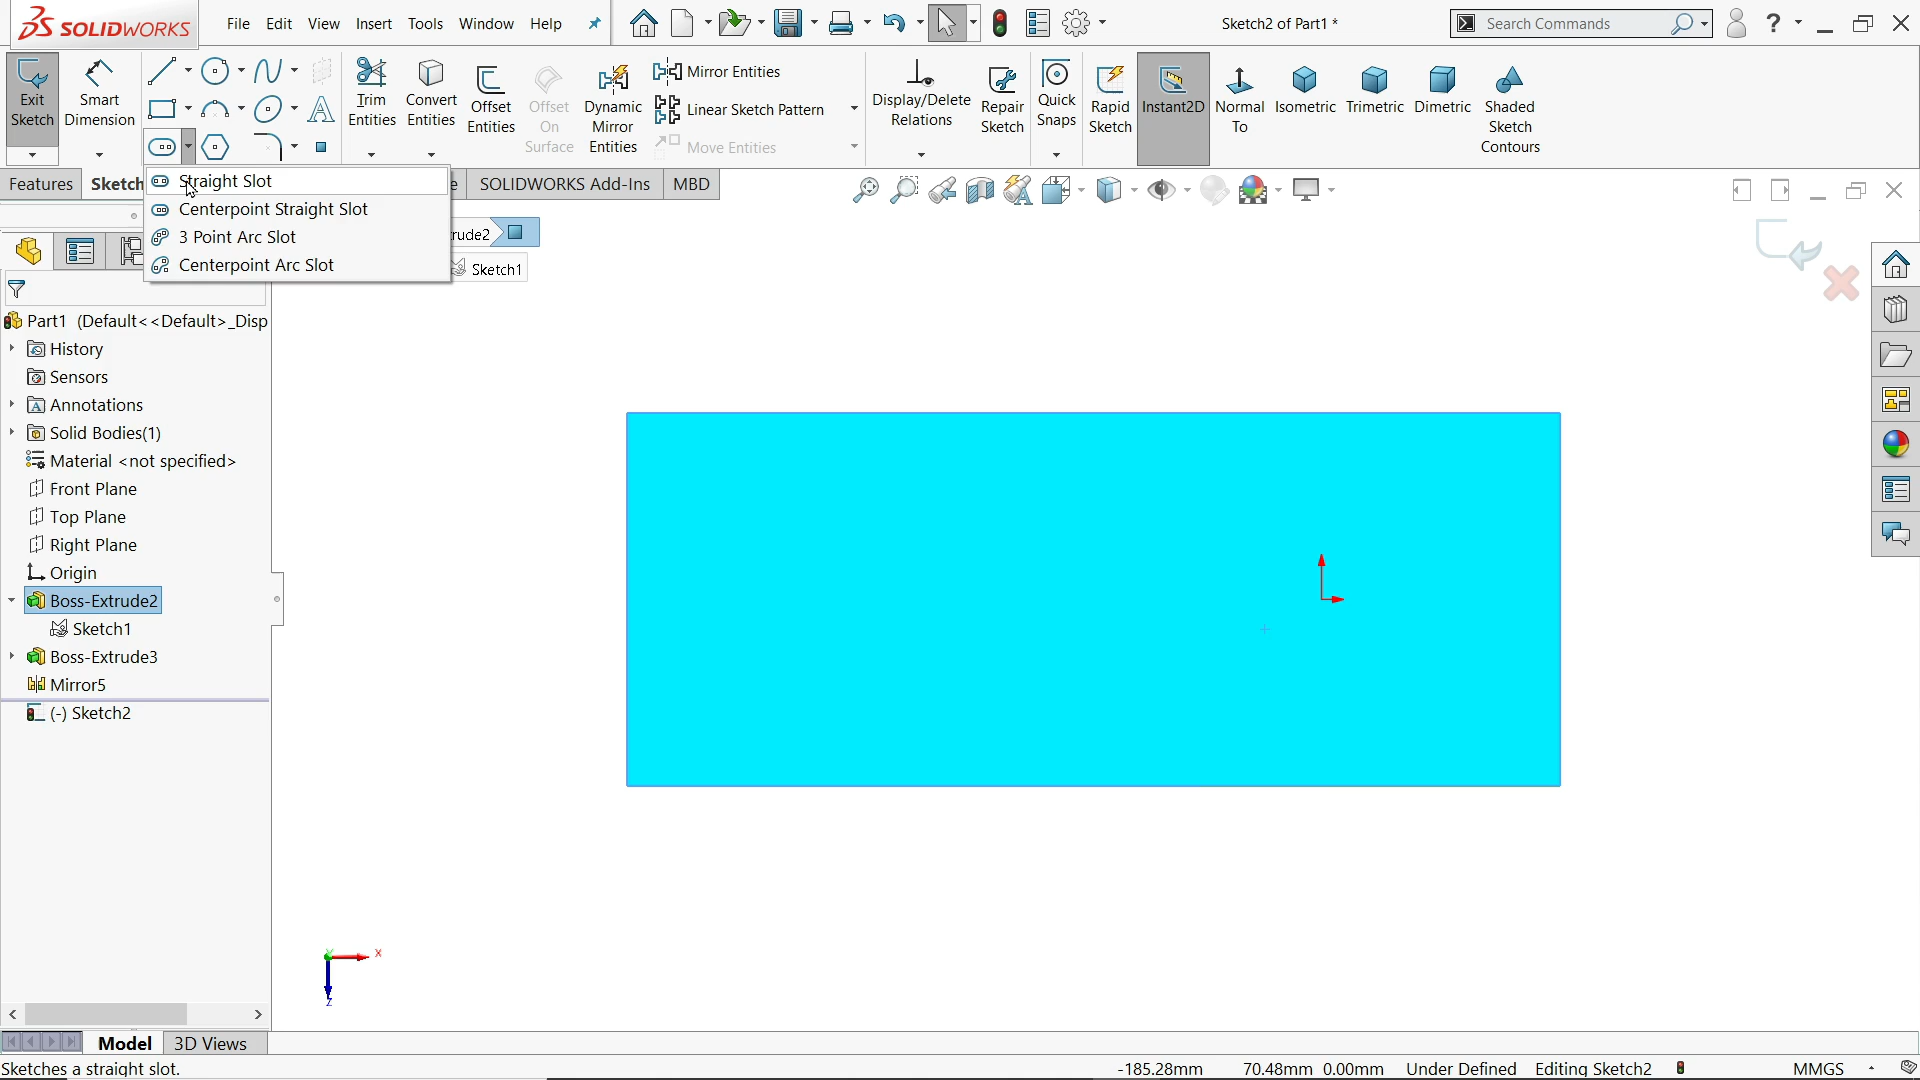 SOLIDWORKS
File Edit View Insert Tools Window Help
Sketch2 of Part1 *
Search Commands
Exit Sketch
Smart Dimension
Trim Entities
Convert Entities
Offset Entities
Offset On Surface
Dynamic Mirror Entities
Mirror Entities
Linear Sketch Pattern
Move Entities
Display/Delete Relations
Repair Sketch
Quick Snaps
Rapid Sketch
Instant2D
Normal To
Isometric
Trimetric
Dimetric
Shaded Sketch Contours
Features
Sketch
SOLIDWORKS Add-Ins
MBD
Straight Slot
Centerpoint Straight Slot
3 Point Arc Slot
Centerpoint Arc Slot
rude2
Sketch1
Part1 (Default<<Default>_Disp
History
Sensors
Annotations
Solid Bodies(1)
Material <not specified>
Front Plane
Top Plane
Right Plane
Origin
Boss-Extrude2
Sketch1
Boss-Extrude3
Mirror5
(-) Sketch2
X
Y
Z
Model
3D Views
Sketches a straight slot.
-185.28mm 70.48mm 0.00mm Under Defined Editing Sketch2 MMGS